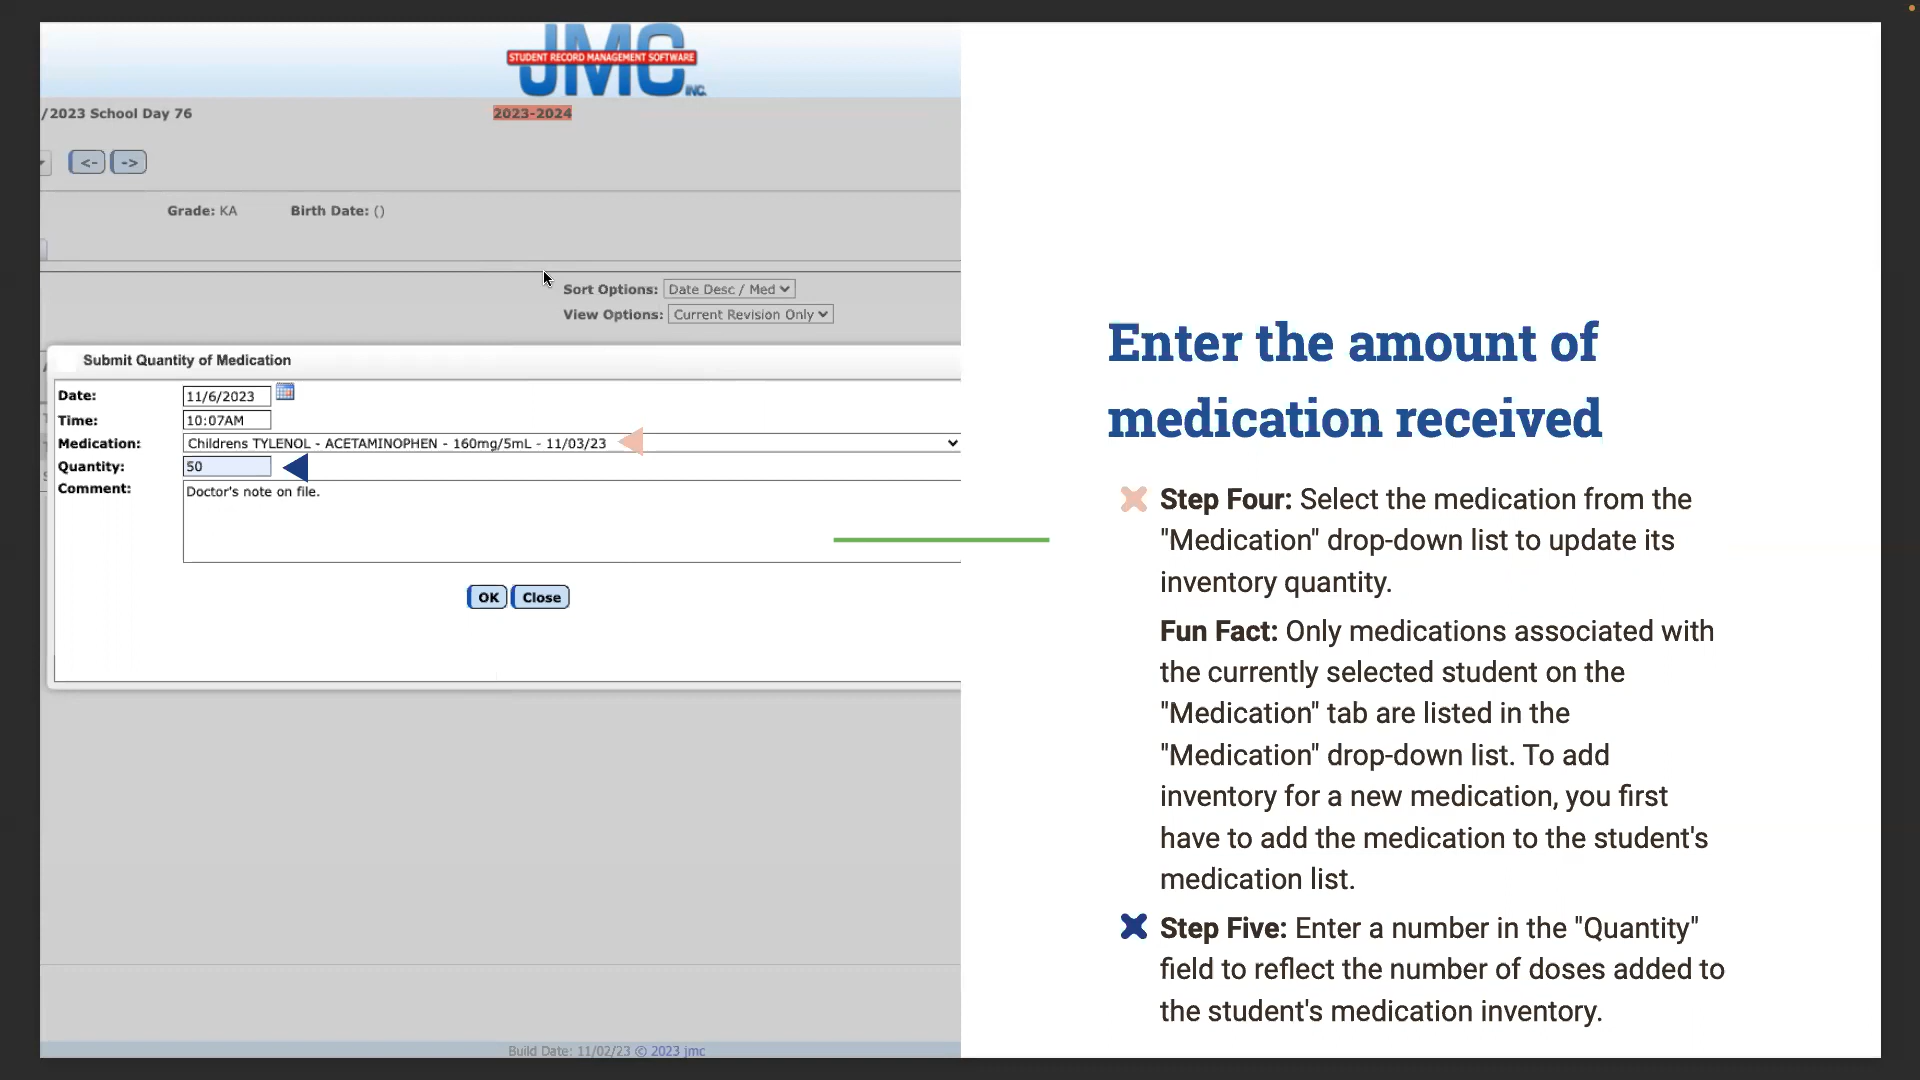 JMC
STUDENT RECORD MANAGEMENT SOFTWARE
INC.
/2023 School Day 76
2023-2024
<- ->
Grade: KA Birth Date: ()
Sort Options: Date Desc / Med
View Options: Current Revision Only
Submit Quantity of Medication
Date: 11/6/2023
Time: 10:07AM
Medication: Childrens TYLENOL - ACETAMINOPHEN - 160mg/5mL - 11/03/23
Quantity: 50
Comment: Doctor's note on file.
OK Close
Build Date: 11/02/23 © 2023 jmc
Enter the amount of
medication received
Step Four: Select the medication from the
"Medication" drop-down list to update its
inventory quantity.
Fun Fact: Only medications associated with
the currently selected student on the
"Medication" tab are listed in the
"Medication" drop-down list. To add
inventory for a new medication, you first
have to add the medication to the student's
medication list.
Step Five: Enter a number in the "Quantity"
field to reflect the number of doses added to
the student's medication inventory.